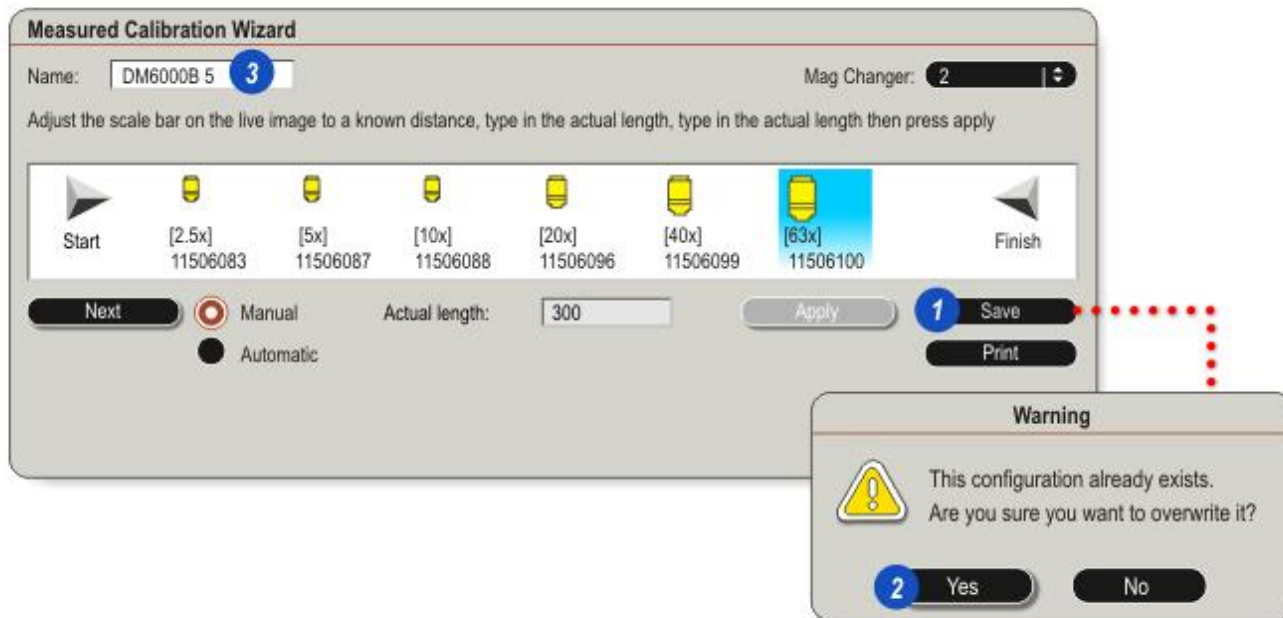 Measured Calibration Wizard
Name: DM6000B 5 3 Mag Changer: 2
Adjust the scale bar on the live image to a known distance, type in the actual length, type in the actual length then press apply
Start [2.5x] [5x] [10x] [20x] [40x] [63x] Finish
11506083 11506087 11506088 11506096 11506099 11506100
Next Manual Actual length: 300 Apply 1 Save
Automatic Print
Warning
This configuration already exists.
Are you sure you want to overwrite it?
2 Yes No